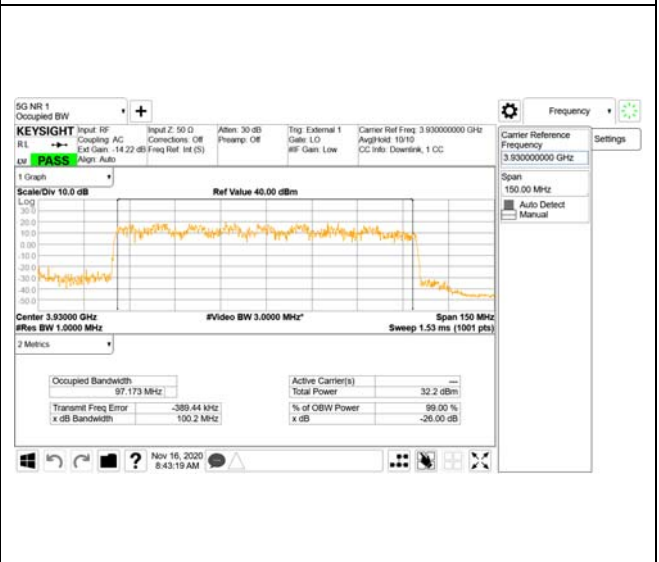 5G NR 1
Occupied BW
Frequency
KEYSIGHT
RL
PASS
Input: RF
Coupling: AC
Ext Gain: -14.22 dB
Align: Auto
Input Z: 50 Ω
Corrections: Off
Freq Ref: Int (S)
Atten: 30 dB
Preamp: Off
Trig: External 1
Gate: LO
#IF Gain: Low
Carrier Ref Freq: 3.930000000 GHz
Avg|Hold: 10/10
CC Info: Downlink, 1 CC
Carrier Reference
Frequency
3.930000000 GHz
Settings
Span
150.00 MHz
Auto Detect
Manual
1 Graph
Scale/Div 10.0 dB
Ref Value 40.00 dBm
Log
30.0
20.0
10.0
0.00
-10.0
-20.0
-30.0
-40.0
-50.0
Center 3.93000 GHz
#Video BW 3.0000 MHz*
Span 150 MHz
#Res BW 1.0000 MHz
Sweep 1.53 ms (1001 pts)
2 Metrics
Occupied Bandwidth
97.173 MHz
Active Carrier(s) —
Total Power 32.2 dBm
Transmit Freq Error -389.44 kHz
x dB Bandwidth 100.2 MHz
% of OBW Power 99.00 %
x dB -26.00 dB
Nov 16, 2020
8:43:19 AM